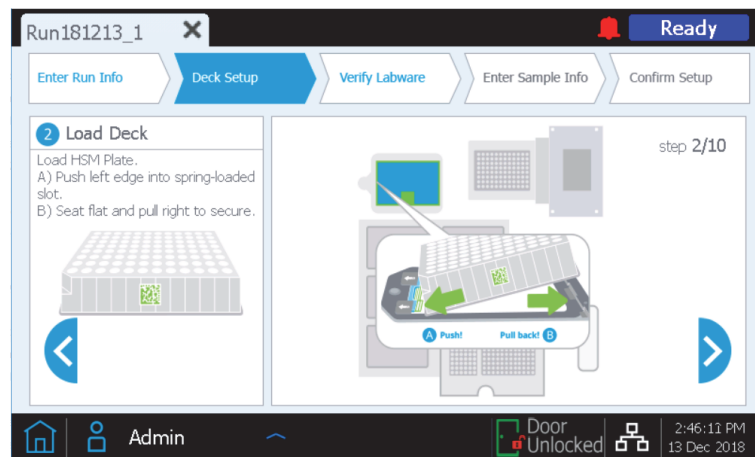 Run181213_1
Ready
Enter Run Info
Deck Setup
Verify Labware
Enter Sample Info
Confirm Setup
2 Load Deck
Load HSM Plate.
A) Push left edge into spring-loaded
slot.
B) Seat flat and pull right to secure.
step 2/10
A Push!
Pull back! B
Admin
Door
Unlocked
2:46:11 PM
13 Dec 2018